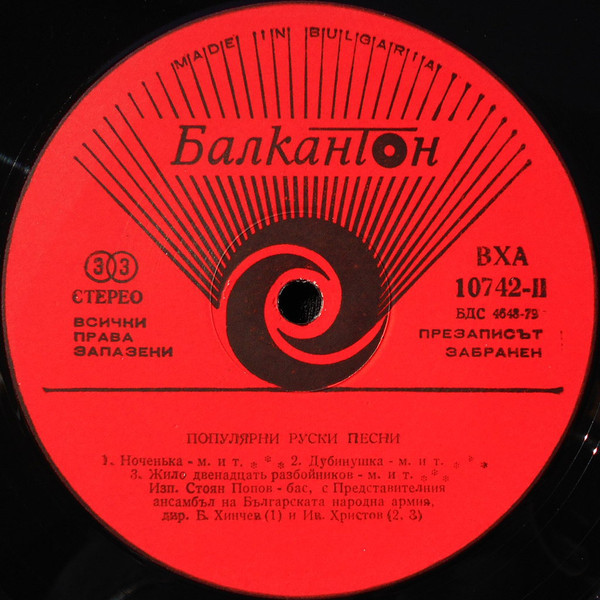 MADE IN BULGARIA
Балкантон
33
СТЕРЕО
ВСИЧКИ
ПРАВА
ЗАПАЗЕНИ
ВХА
10742-II
БДС 4648-73
ПРЕЗАПИСЪТ
ЗАБРАНЕН
ПОПУЛЯРНИ РУСКИ ПЕСНИ
1. Ноченька - м. и т. * * * 2. Дубинушка - м. и т. * * *
3. Жило двенадцать разбойников - м. и т. * * *
Изп. Стоян Попов - бас, с Представителния
ансамбъл на Българската народна армия,
дир. Б. Хинчев (1) и Ив. Христов (2, 3)